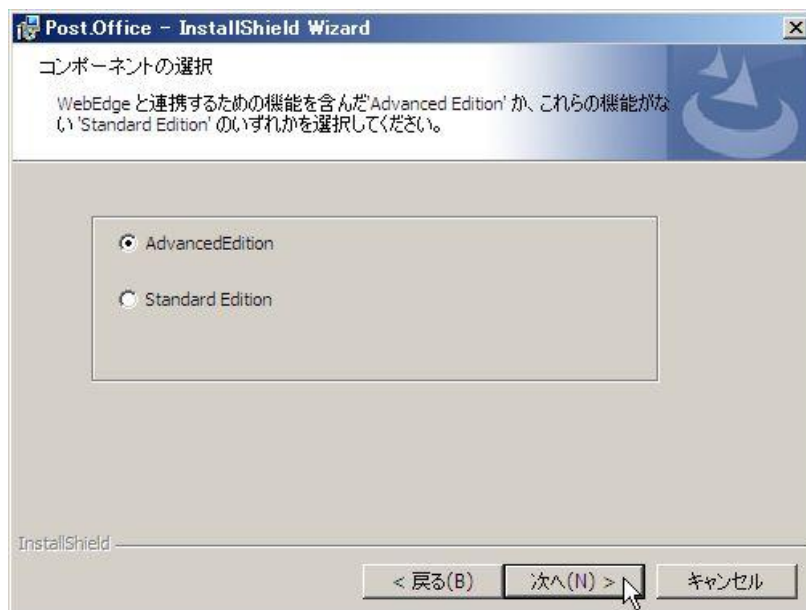 Post.Office - InstallShield Wizard
コンポーネントの選択
WebEdge と連携するための機能を含んだ'Advanced Edition' か、これらの機能がな
い 'Standard Edition' のいずれかを選択してください。
AdvancedEdition
Standard Edition
InstallShield
< 戻る(B)
次へ(N) >
キャンセル